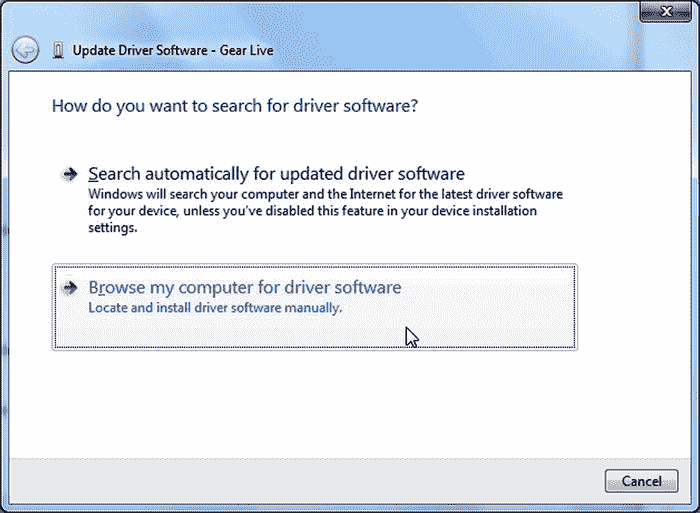 Update Driver Software - Gear Live
How do you want to search for driver software?
Search automatically for updated driver software
Windows will search your computer and the Internet for the latest driver software
for your device, unless you've disabled this feature in your device installation
settings.
Browse my computer for driver software
Locate and install driver software manually.
Cancel